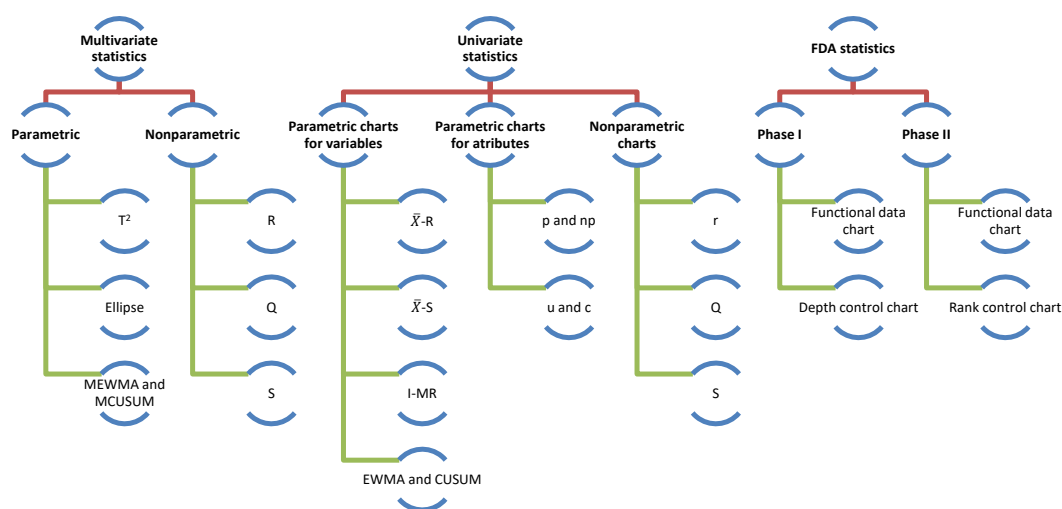 Multivariate
statistics
Univariate
statistics
FDA statistics
Parametric
Nonparametric
Parametric charts
for variables
Parametric charts
for atributes
Nonparametric
charts
Phase I
Phase II
T²
R
X̄-R
p and np
r
Functional data
chart
Functional data
chart
Ellipse
Q
X̄-S
u and c
Q
Depth control chart
Rank control chart
MEWMA and
MCUSUM
S
I-MR
S
EWMA and CUSUM